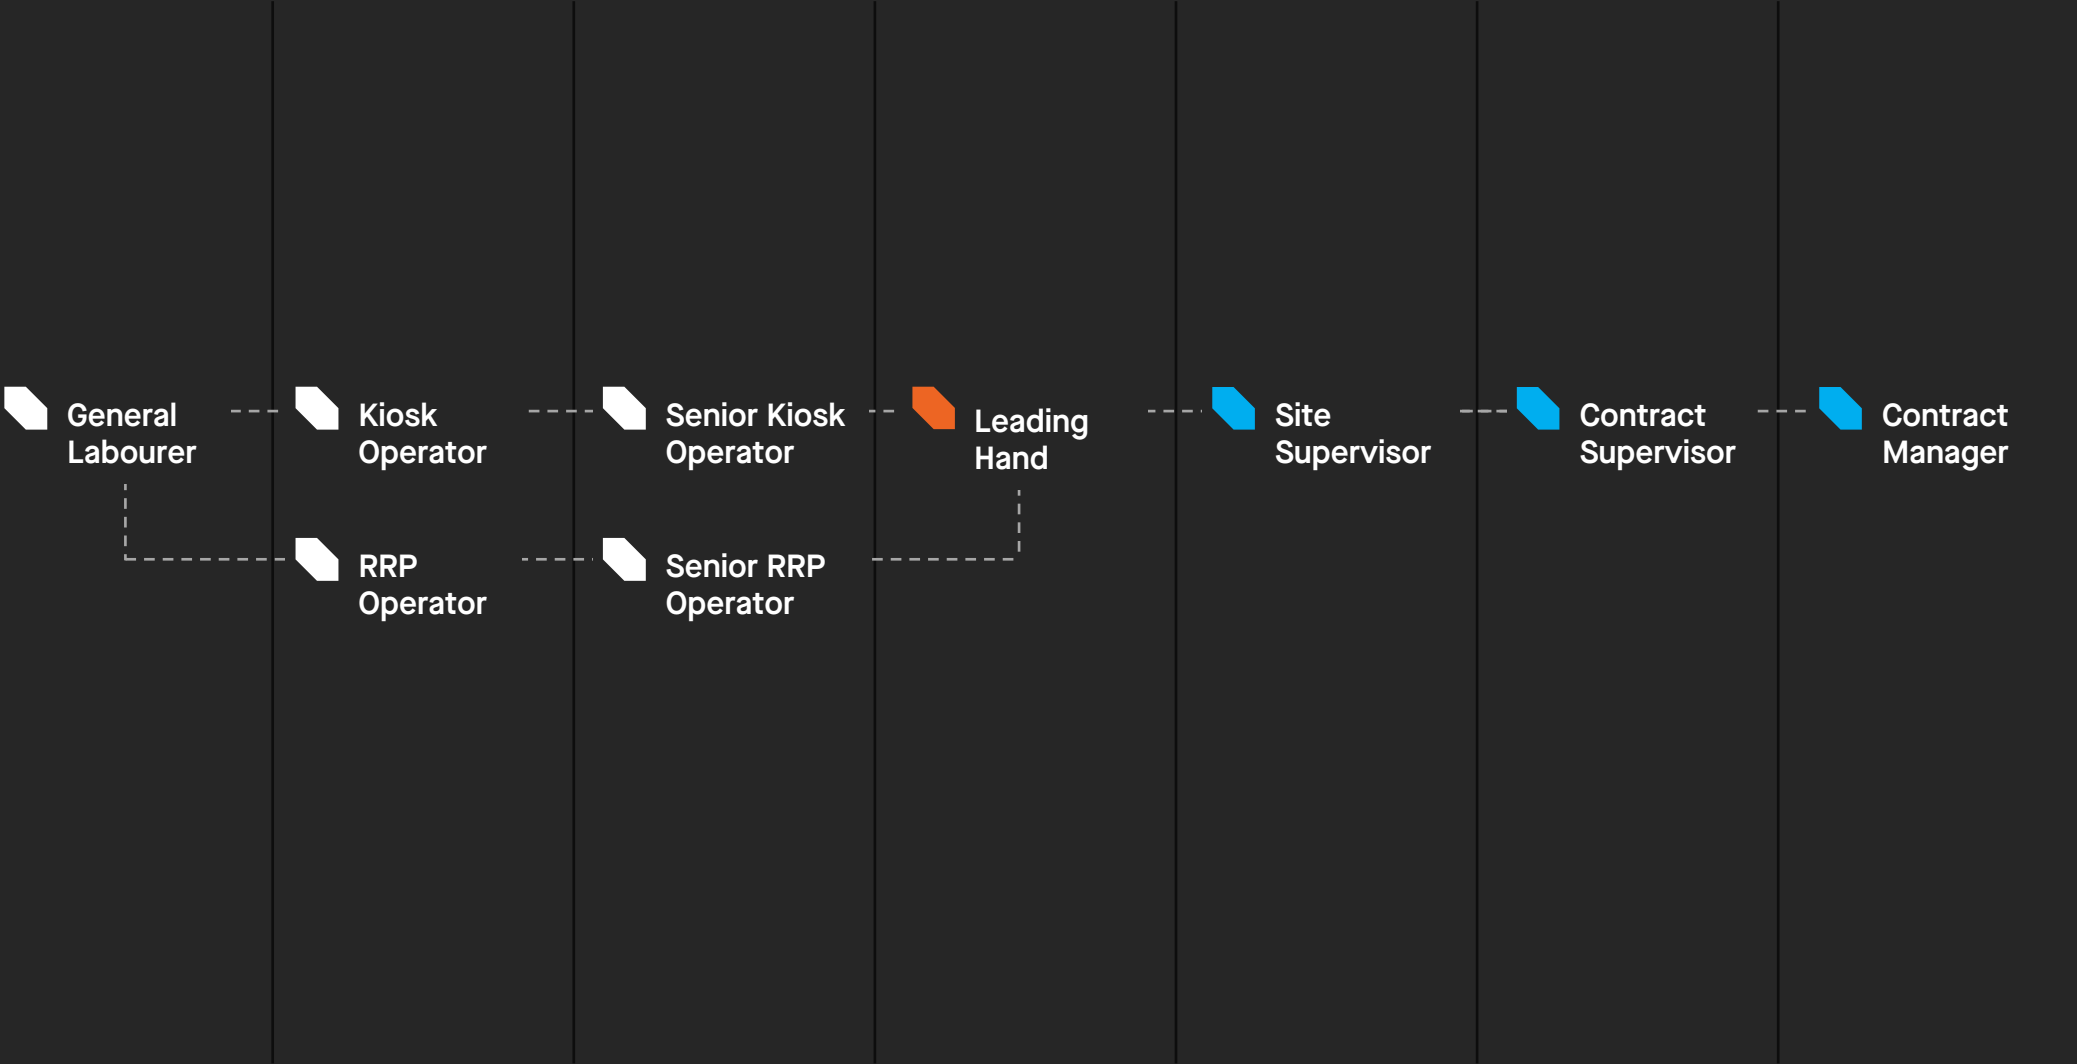 General
Labourer
Kiosk
Operator
Senior Kiosk
Operator
Leading
Hand
Site
Supervisor
Contract
Supervisor
Contract
Manager
RRP
Operator
Senior RRP
Operator